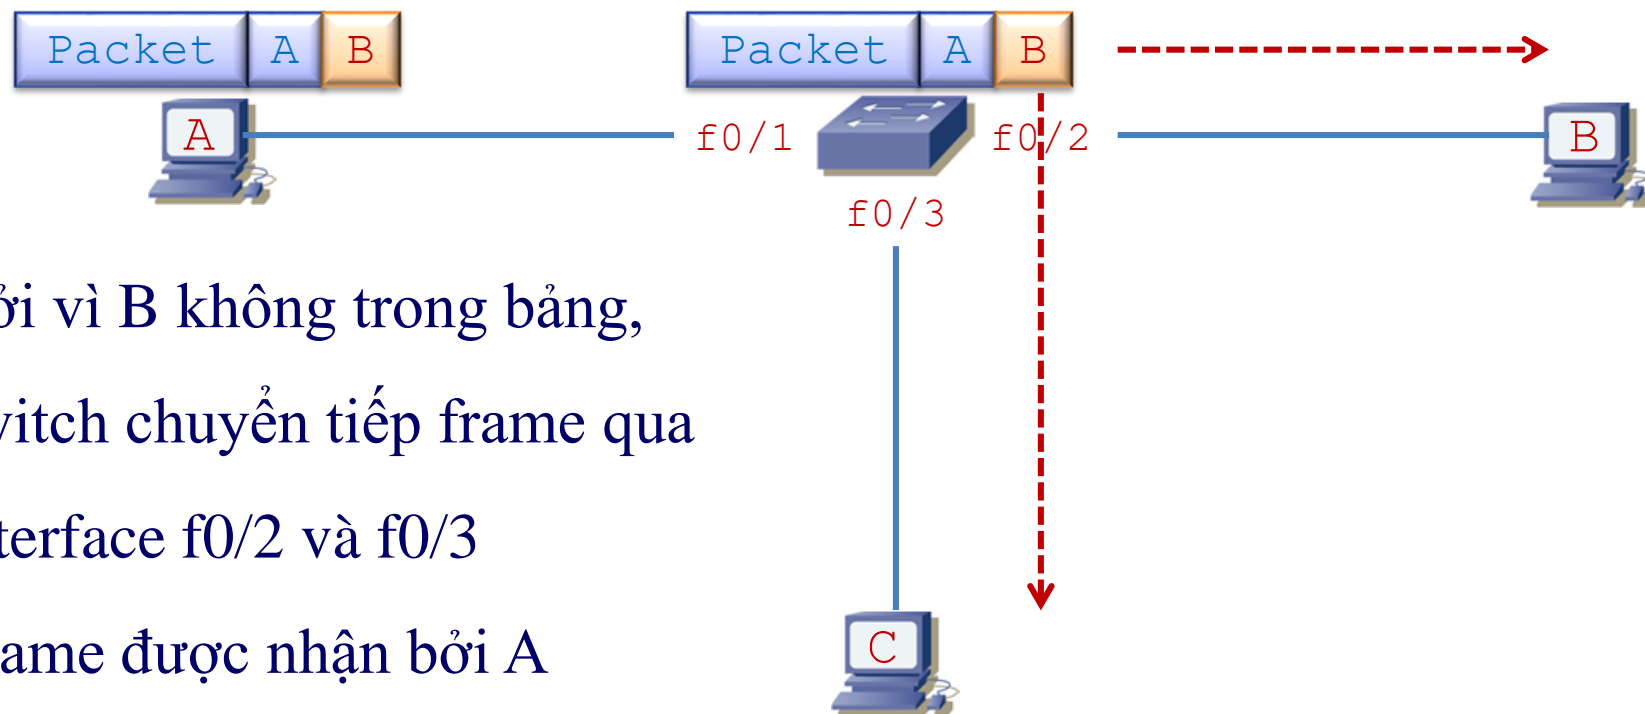 Packet A B
Packet A B
A
f0/1
f0/2
B
f0/3
ởi vì B không trong bảng,
witch chuyển tiếp frame qua
terface f0/2 và f0/3
ame được nhận bởi A
C